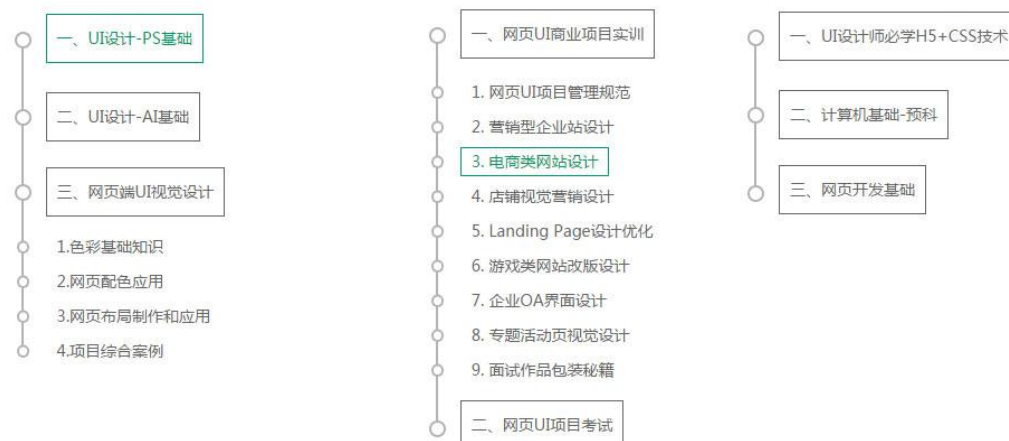 一、UI设计-PS基础
二、UI设计-AI基础
三、网页端UI视觉设计
1.色彩基础知识
2.网页配色应用
3.网页布局制作和应用
4.项目综合案例
一、网页UI商业项目实训
1. 网页UI项目管理规范
2. 营销型企业站设计
3. 电商类网站设计
4. 店铺视觉营销设计
5. Landing Page设计优化
6. 游戏类网站改版设计
7. 企业OA界面设计
8. 专题活动页视觉设计
9. 面试作品包装秘籍
二、网页UI项目考试
一、UI设计师必学H5+CSS技术
二、计算机基础-预科
三、网页开发基础